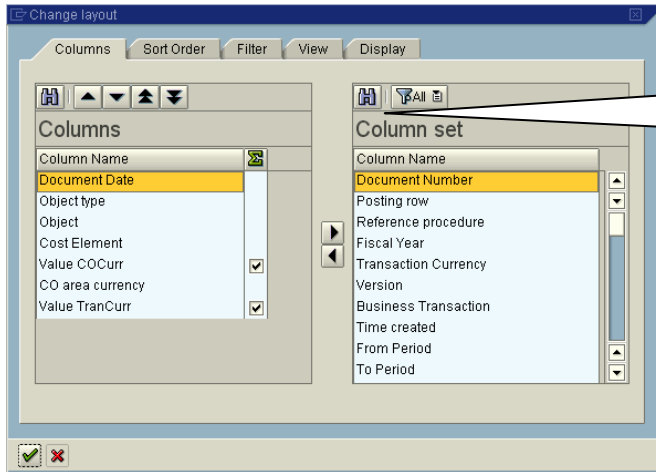 Change layout
Columns Sort Order Filter View Display
All
Columns
Column Name
Document Date
Object type
Object
Cost Element
Value COCurr
CO area currency
Value TranCurr
Column set
Column Name
Document Number
Posting row
Reference procedure
Fiscal Year
Transaction Currency
Version
Business Transaction
Time created
From Period
To Period